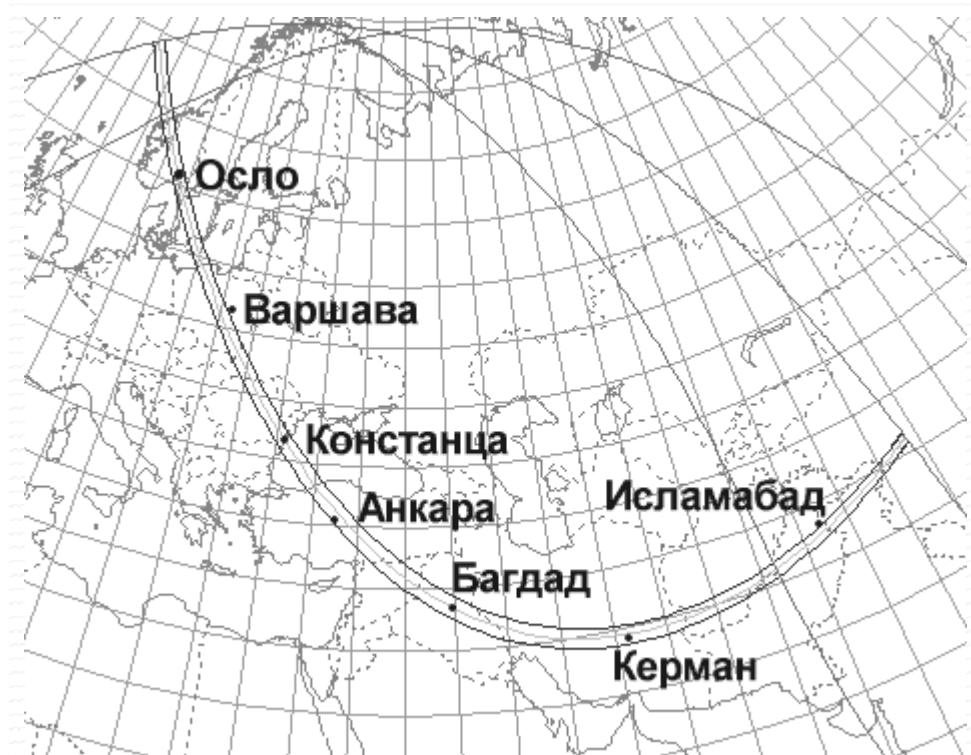 Осло
Варшава
Констанца
Анкара
Исламабад
Багдад
Керман